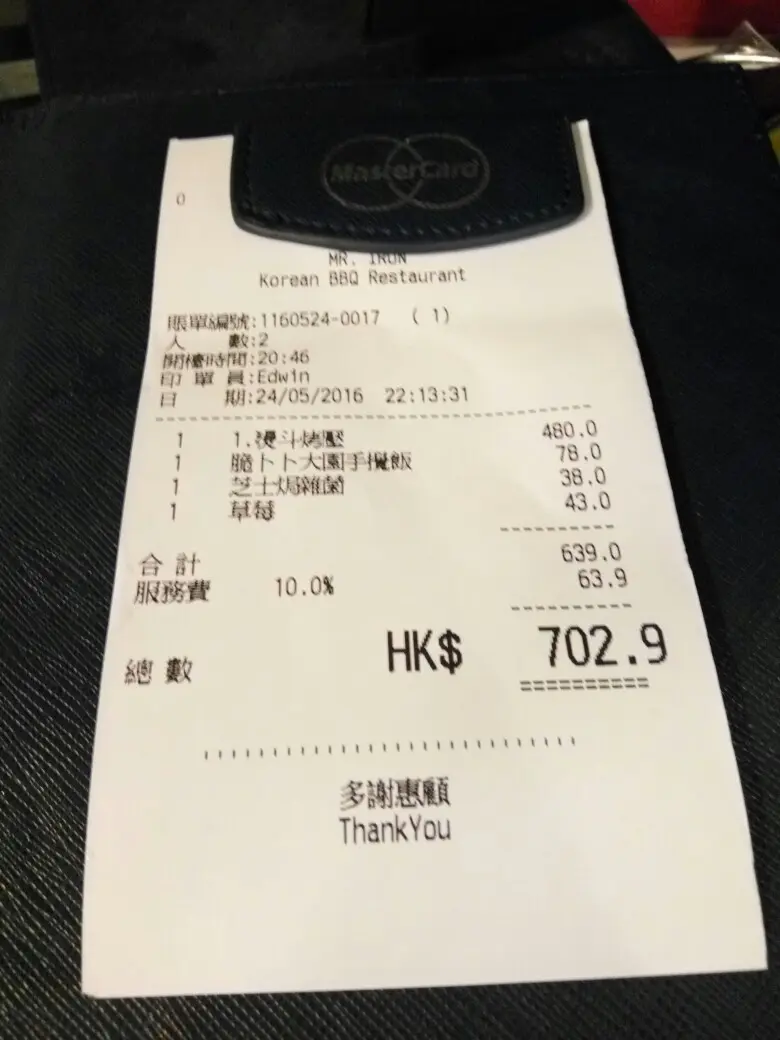 MasterCard
0
MR. IRON
Korean BBQ Restaurant
賬單編號:1160524-0017 ( 1)
人 數:2
開檯時間:20:46
印 單 員:Edwin
日 期:24/05/2016 22:13:31
1 1.燙斗烤壓 480.0
1 脆卜卜大園手攪飯 78.0
1 芝士焗雜菌 38.0
1 草莓 43.0
合 計 639.0
服務費 10.0% 63.9
總 數 HK$ 702.9
多謝惠顧
ThankYou